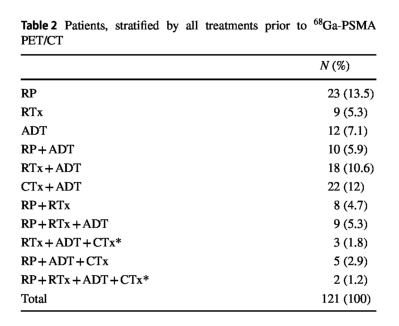 Table 2 Patients, stratified by all treatments prior to ⁶⁸Ga-PSMA
PET/CT
N (%)
RP 23 (13.5)
RTx 9 (5.3)
ADT 12 (7.1)
RP + ADT 10 (5.9)
RTx + ADT 18 (10.6)
CTx + ADT 22 (12)
RP + RTx 8 (4.7)
RP + RTx + ADT 9 (5.3)
RTx + ADT + CTx* 3 (1.8)
RP + ADT + CTx 5 (2.9)
RP + RTx + ADT + CTx* 2 (1.2)
Total 121 (100)